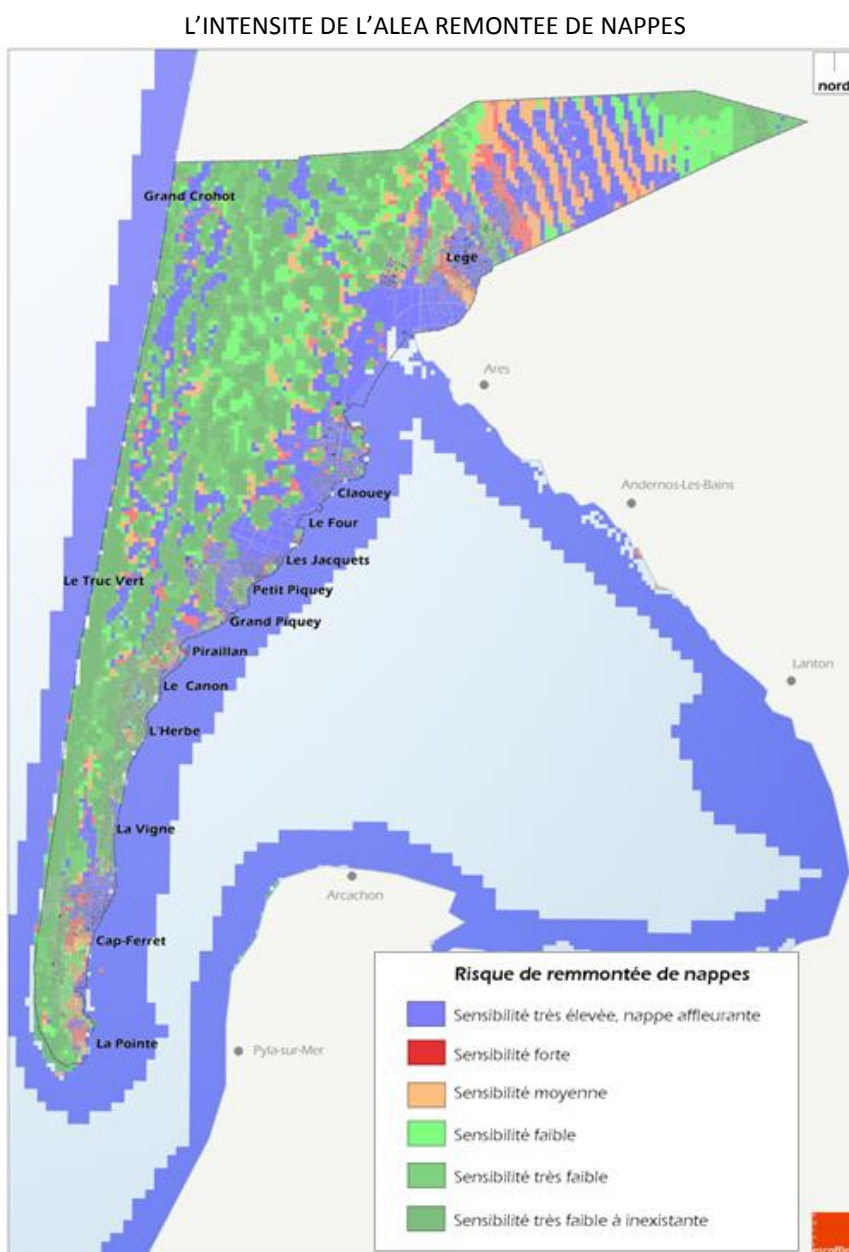 L'INTENSITE DE L'ALEA REMONTEE DE NAPPES
nord
Grand Crohot
Lege
Ares
Andernos-Les-Bains
Claouey
Le Four
Les Jacquets
Le Truc Vert
Petit Piquey
Grand Piquey
Piraillan
Lanton
Le Canon
L'Herbe
La Vigne
Arcachon
Cap-Ferret
La Pointe
Pyla-sur-Mer
Risque de remmontée de nappes
Sensibilité très élevée, nappe affleurante
Sensibilité forte
Sensibilité moyenne
Sensibilité faible
Sensibilité très faible
Sensibilité très faible à inexistante